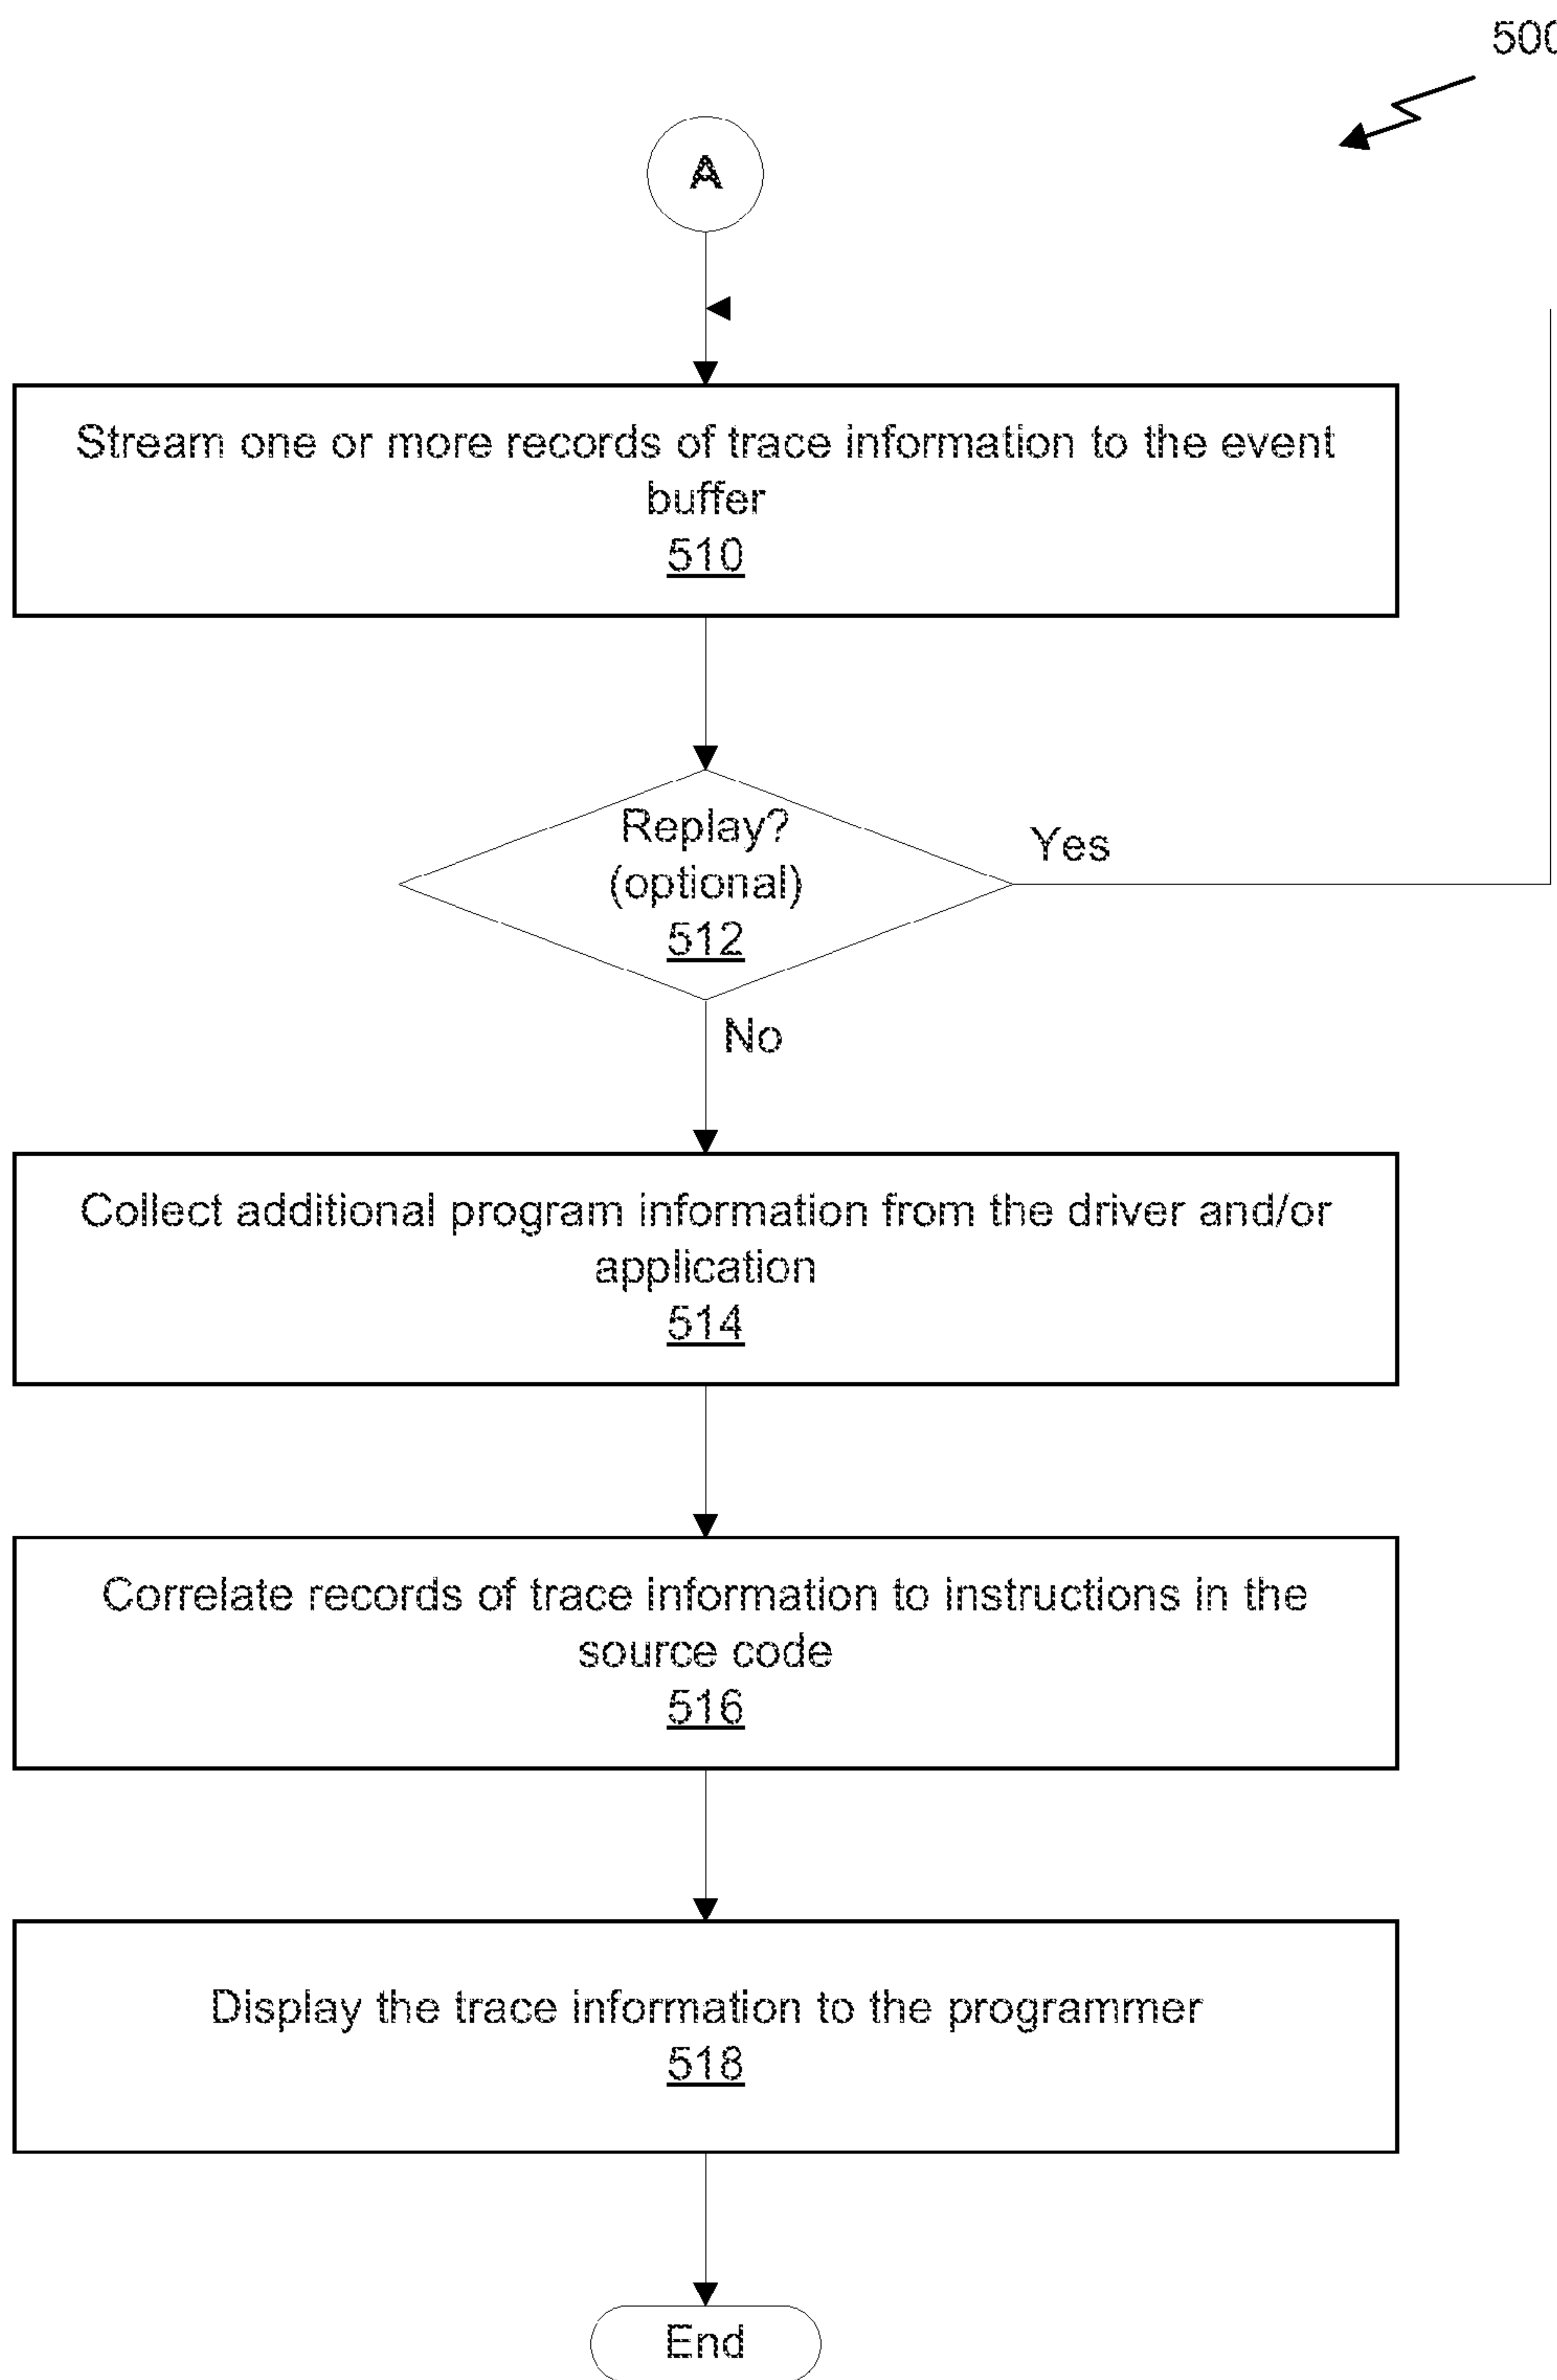 500
A
Stream one or more records of trace information to the event
buffer
510
Replay?
(optional)
512
Yes
No
Collect additional program information from the driver and/or
application
514
Correlate records of trace information to instructions in the
source code
516
Display the trace information to the programmer
518
End